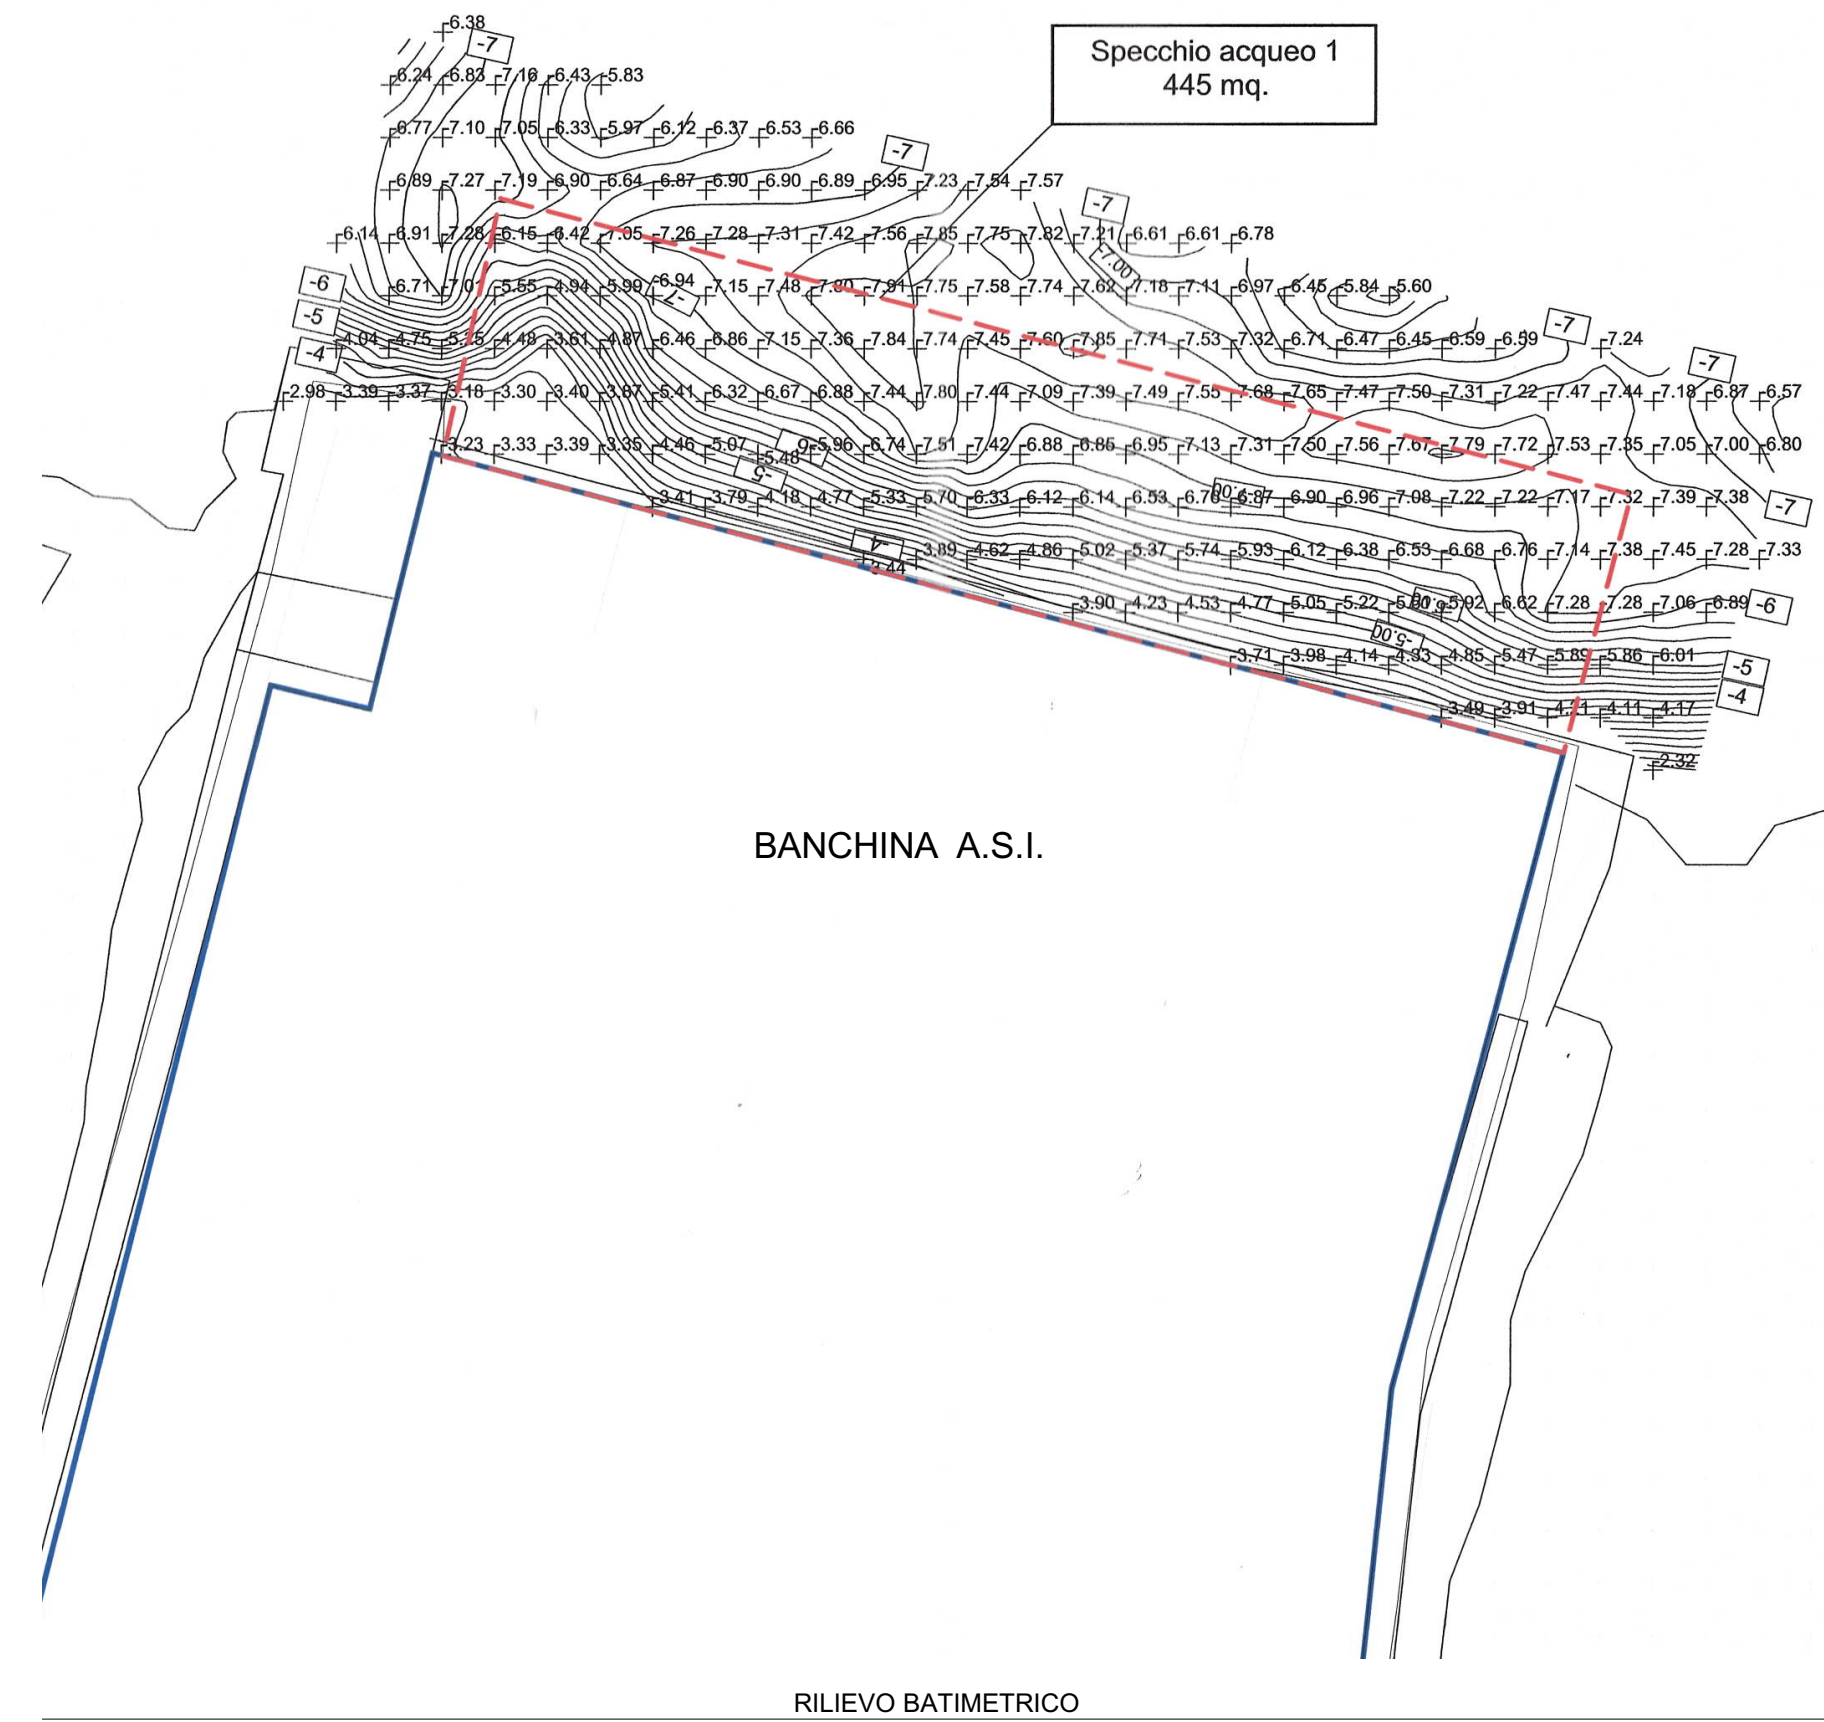 -6.38
-7
Specchio acqueo 1
445 mq.
-6.24 -6.83 -7.16 -6.43 -5.83
-6.77 -7.10 -7.05 -6.33 -5.97 -6.12 -6.37 -6.53 -6.66
-7
-6.89 -7.27 -7.19 -6.90 -6.64 -6.87 -6.90 -6.90 -6.89 -6.95 -7.23 -7.54 -7.57
-7
-6.14 -6.91 -7.28 -6.15 -6.42 -7.05 -7.26 -7.28 -7.31 -7.42 -7.56 -7.85 -7.75 -7.82 -7.21 -6.61 -6.61 -6.78
-7.00
-6
-6.71 -7.01 -5.55 -4.94 -5.99 -6.94 -7.15 -7.48 -7.80 -7.91 -7.75 -7.58 -7.74 -7.62 -7.18 -7.11 -6.97 -6.45 -5.84 -5.60
-7
-5
-7
-4.04 -4.75 -5.25 -4.48 -3.61 -4.87 -6.46 -6.86 -7.15 -7.36 -7.84 -7.74 -7.45 -7.60 -7.85 -7.71 -7.53 -7.32 -6.71 -6.47 -6.45 -6.59 -6.59 -7.24
-4
-7
-2.98 -3.39 -3.37 -3.18 -3.30 -3.40 -3.87 -5.41 -6.32 -6.67 -6.88 -7.44 -7.80 -7.44 -7.09 -7.39 -7.49 -7.55 -7.68 -7.65 -7.47 -7.50 -7.31 -7.22 -7.47 -7.44 -7.18 -6.87 -6.57
-3.23 -3.33 -3.39 -3.35 -4.46 -5.07 -5.48 -6 -5.96 -6.74 -7.51 -7.42 -6.88 -6.85 -6.95 -7.13 -7.31 -7.50 -7.56 -7.67 -7.79 -7.72 -7.53 -7.35 -7.05 -7.00 -6.80
-5
-3.41 -3.79 -4.18 -4.77 -5.33 -5.70 -6.33 -6.12 -6.14 -6.53 -6.76 -7.00 -6.87 -6.90 -6.96 -7.08 -7.22 -7.22 -7.17 -7.32 -7.39 -7.38
-7
-4
-3.89 -4.62 -4.86 -5.02 -5.37 -5.74 -5.93 -6.12 -6.38 -6.53 -6.68 -6.76 -7.14 -7.38 -7.45 -7.28 -7.33
-3.44
-3.90 -4.23 -4.53 -4.77 -5.05 -5.22 -6.00 -5.92 -6.62 -7.28 -7.28 -7.06 -6.89
-6
-5.00
-3.71 -3.98 -4.14 -4.33 -4.85 -5.47 -5.89 -5.86 -6.01
-5
-4
-3.49 -3.91 -4.21 -4.11 -4.17
-2.32
BANCHINA A.S.I.
RILIEVO BATIMETRICO